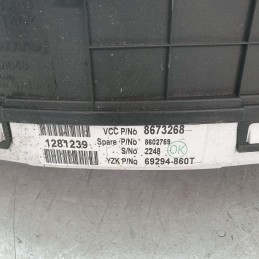 VCC P/No 8673268
1281239 Spare P/No 8602769
S/No 2248 OK
YZK P/No 69294-860T